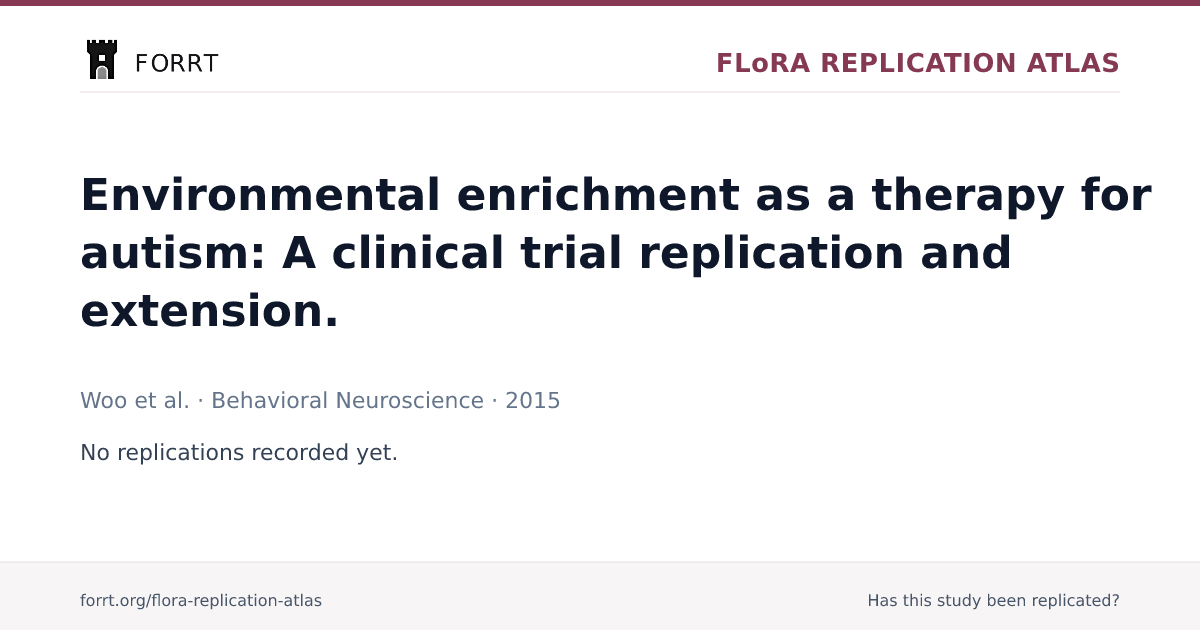 FORRT
FLoRA REPLICATION ATLAS
Environmental enrichment as a therapy for
autism: A clinical trial replication and
extension.
Woo et al. · Behavioral Neuroscience · 2015
No replications recorded yet.
forrt.org/flora-replication-atlas
Has this study been replicated?